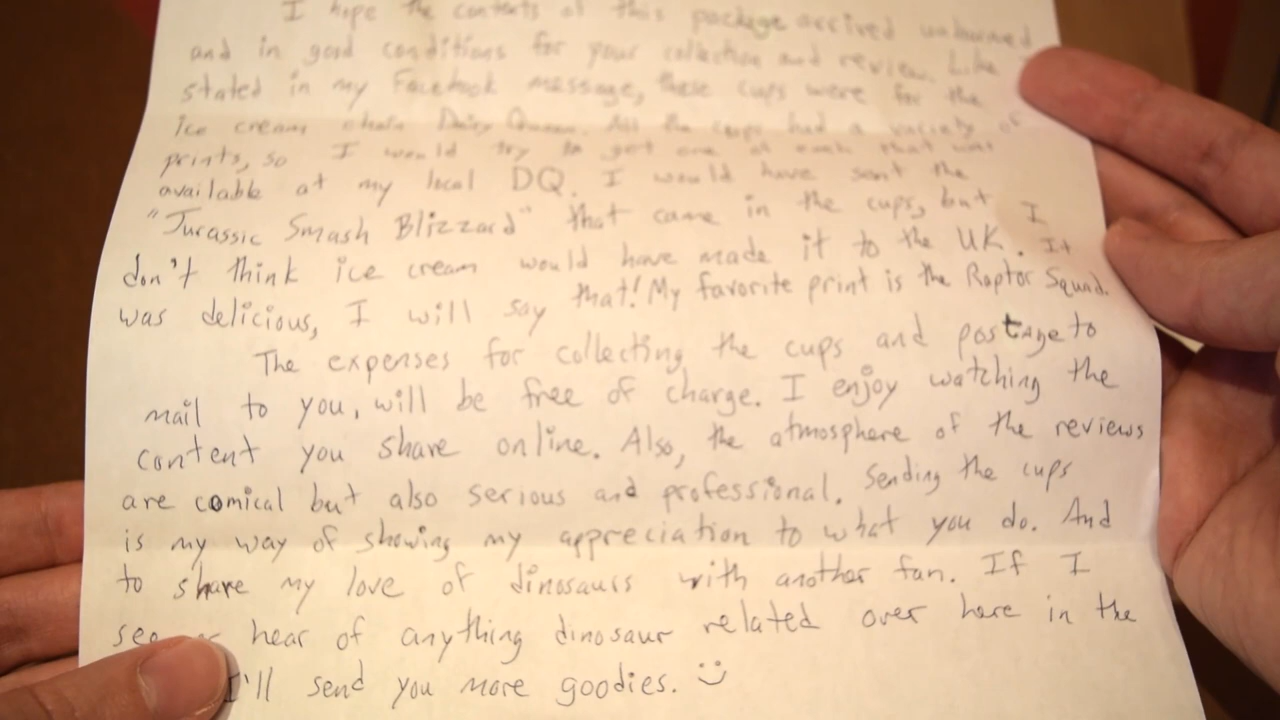 I hope the contents of this package arrived unharmed
and in good conditions for your collection and review. Like
stated in my Facebook message, these cups were for the
ice cream chain Dairy Queen. All the cups had a variety of
prints, so I would try to get one of each that was
available at my local DQ. I would have sent the
"Jurassic Smash Blizzard" that came in the cups, but I
don't think ice cream would have made it to the UK. It
was delicious, I will say that! My favorite print is the Raptor Squad.
The expenses for collecting the cups and postage to
mail to you, will be free of charge. I enjoy watching the
content you share online. Also, the atmosphere of the reviews
are comical but also serious and professional. Sending the cups
is my way of showing my appreciation to what you do. And
to share my love of dinosaurs with another fan. If I
see hear of anything dinosaur related over here in the
I'll send you more goodies. :)